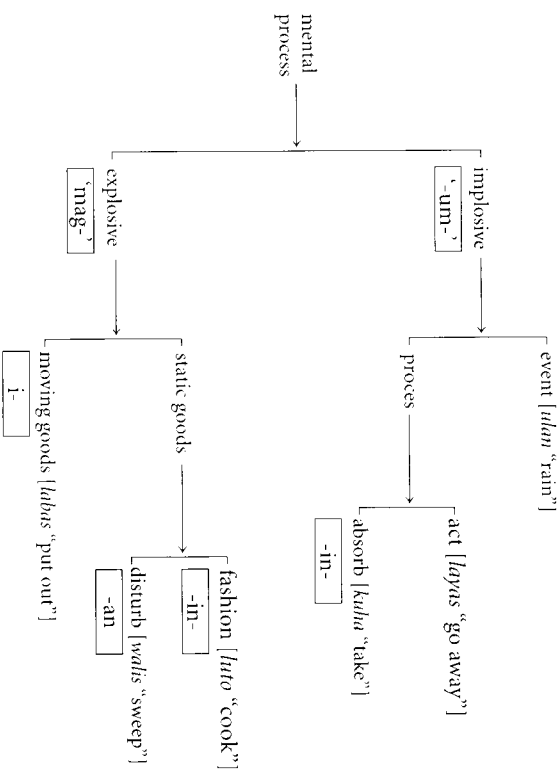 mental
process
implosive
‘-um-’
event [ulan “rain”]
proces
act [layas “go away”]
absorb [kuha “take”]
-in-
explosive
‘mag-’
static goods
fashion [luto “cook”]
-in-
disturb [walis “sweep”]
-an
moving goods [labas “put out”]
i-